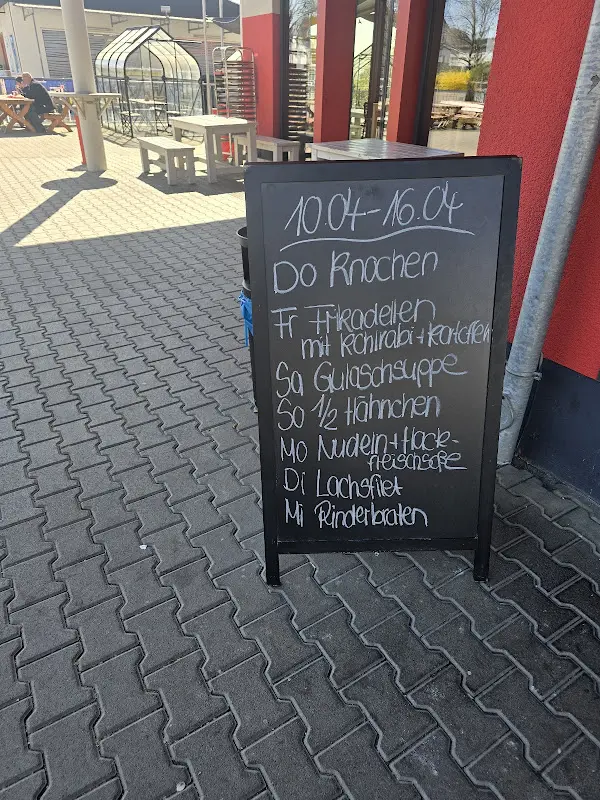 10.04-16.04
Do Knochen
Fr Frikadellen
mit Kohlrabi + Kartoffeln
Sa Gulaschsuppe
So 1/2 Hähnchen
Mo Nudeln + Hack-
fleischsoße
Di Lachsfilet
Mi Rinderbraten